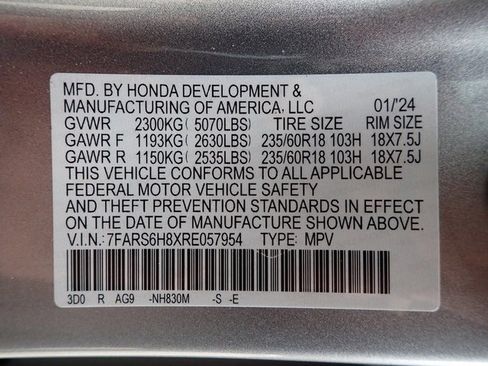 MFD. BY HONDA DEVELOPMENT &
MANUFACTURING OF AMERICA, LLC 01/'24
GVWR 2300KG( 5070LBS) TIRE SIZE RIM SIZE
GAWR F 1193KG( 2630LBS) 235/60R18 103H 18X7.5J
GAWR R 1150KG( 2535LBS) 235/60R18 103H 18X7.5J
THIS VEHICLE CONFORMS TO ALL APPLICABLE
FEDERAL MOTOR VEHICLE SAFETY
AND THEFT PREVENTION STANDARDS IN EFFECT
ON THE DATE OF MANUFACTURE SHOWN ABOVE.
V.I.N.: 7FARS6H8XRE057954 TYPE: MPV
3D0 R AG9 -NH830M -S -E